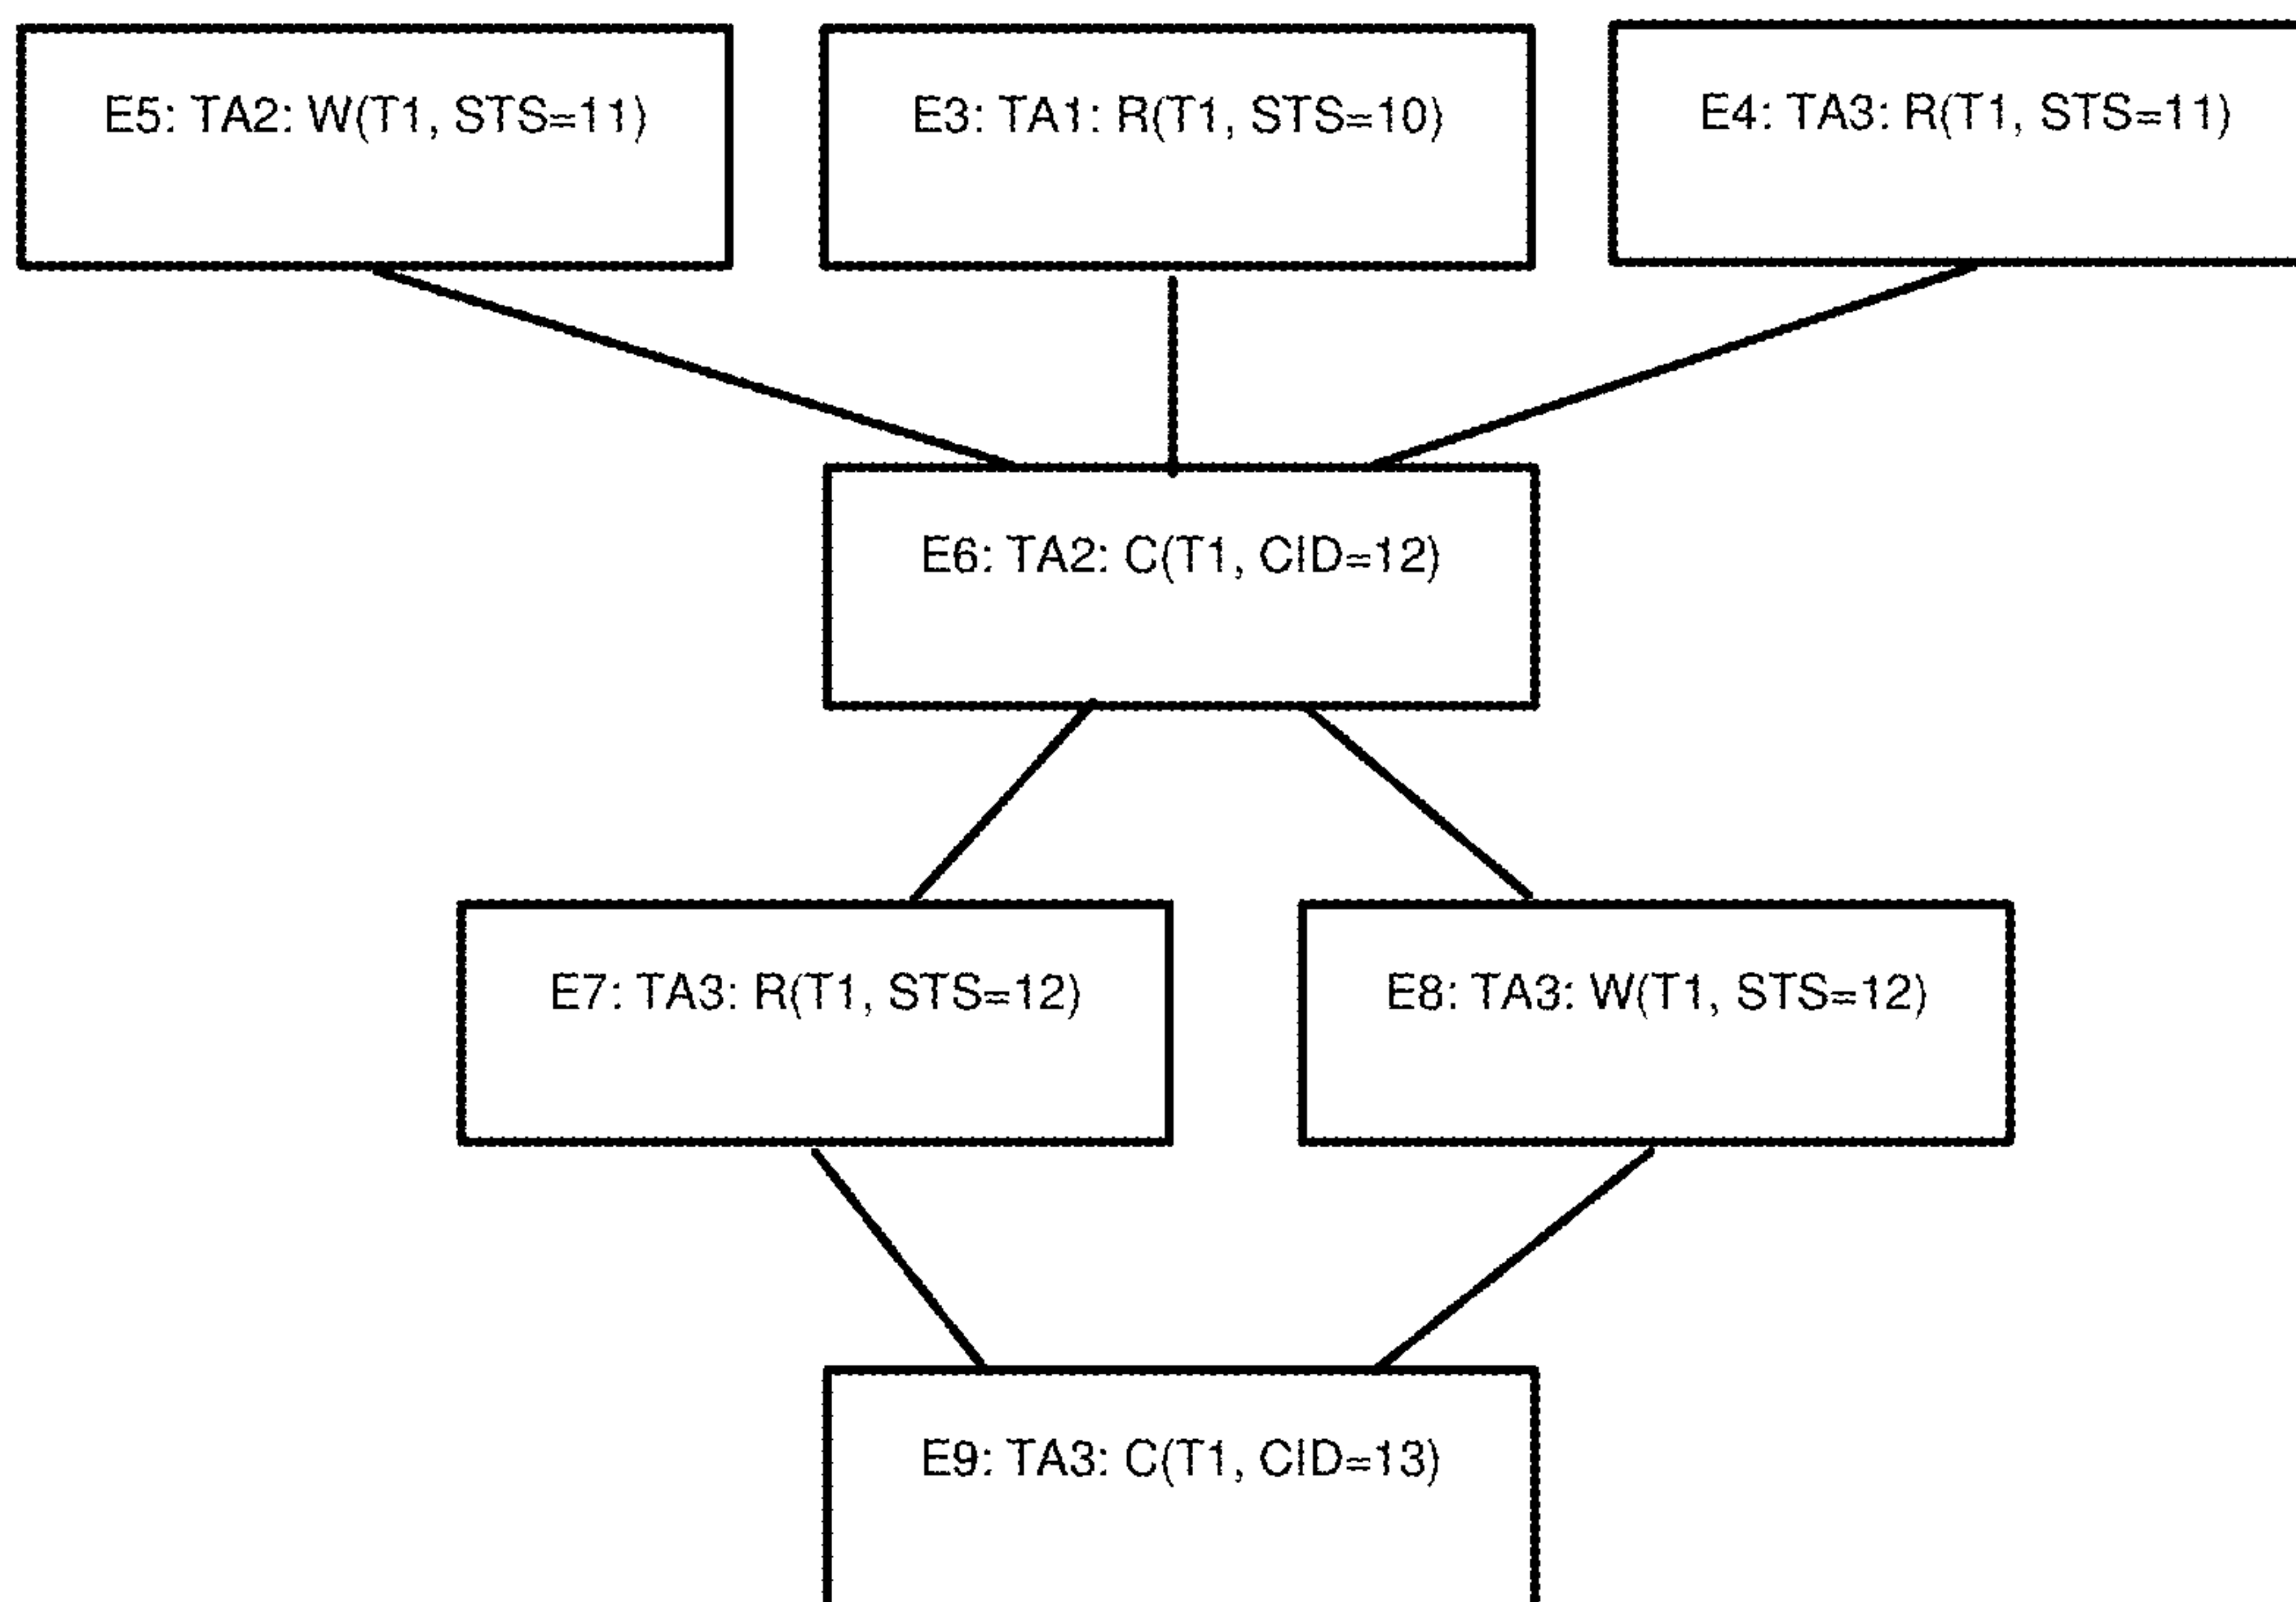 E5: TA2: W(T1, STS=11)
E3: TA1: R(T1, STS=10)
E4: TA3: R(T1, STS=11)
E6: TA2: C(T1, CID=12)
E7: TA3: R(T1, STS=12)
E8: TA3: W(T1, STS=12)
E9: TA3: C(T1, CID=13)